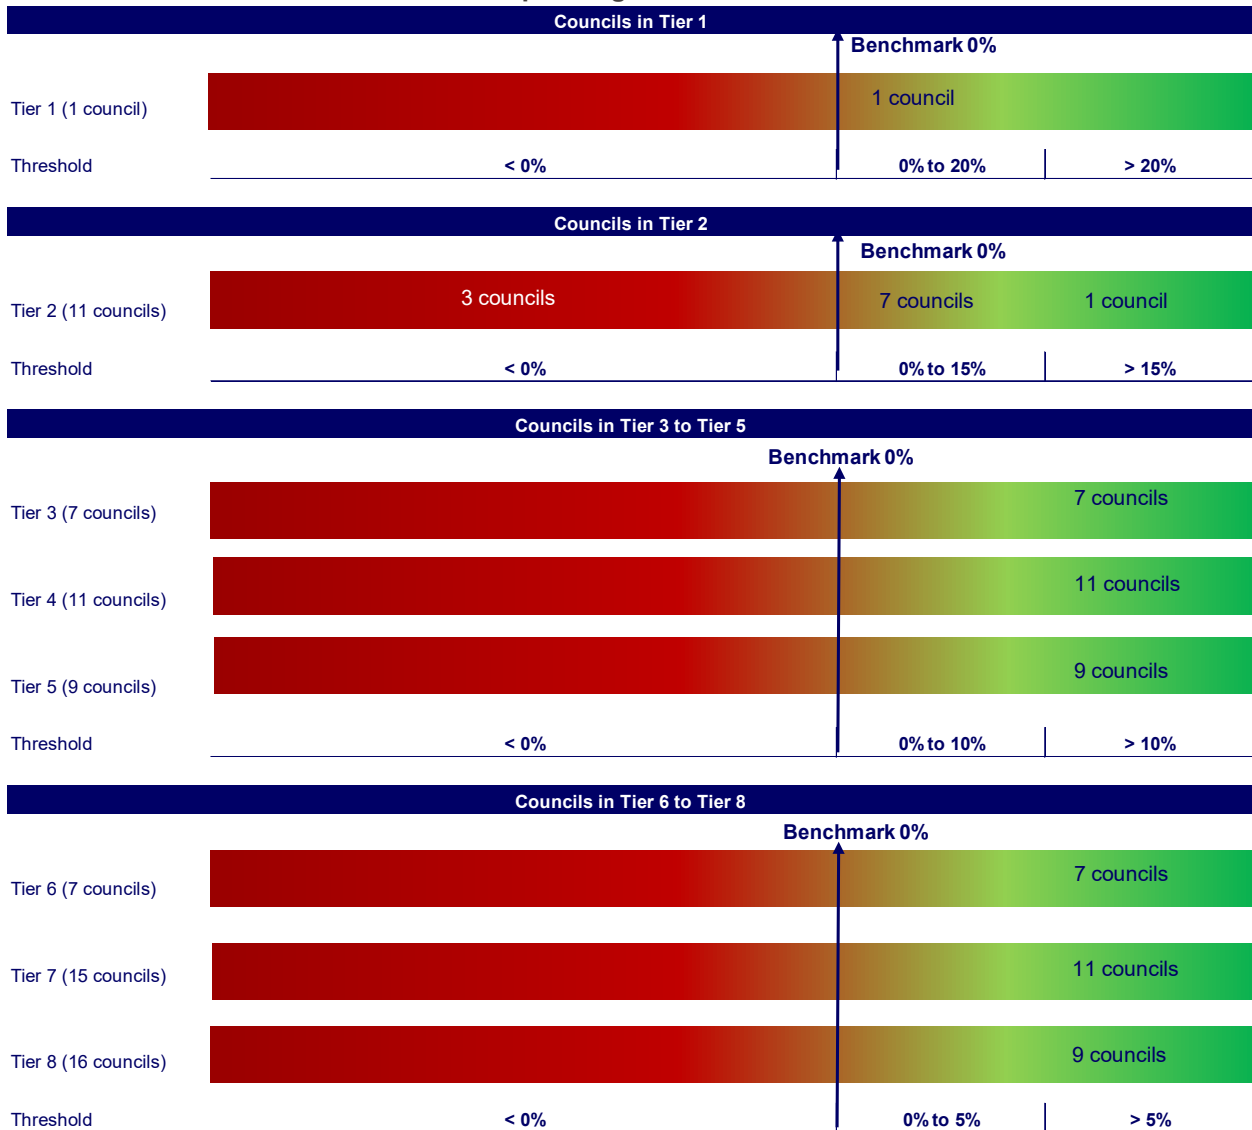 Councils in Tier 1
Benchmark 0%
Tier 1 (1 council) 1 council
Threshold < 0% 0% to 20% > 20%
Councils in Tier 2
Benchmark 0%
Tier 2 (11 councils) 3 councils 7 councils 1 council
Threshold < 0% 0% to 15% > 15%
Councils in Tier 3 to Tier 5
Benchmark 0%
Tier 3 (7 councils) 7 councils
Tier 4 (11 councils) 11 councils
Tier 5 (9 councils) 9 councils
Threshold < 0% 0% to 10% > 10%
Councils in Tier 6 to Tier 8
Benchmark 0%
Tier 6 (7 councils) 7 councils
Tier 7 (15 councils) 11 councils
Tier 8 (16 councils) 9 councils
Threshold < 0% 0% to 5% > 5%